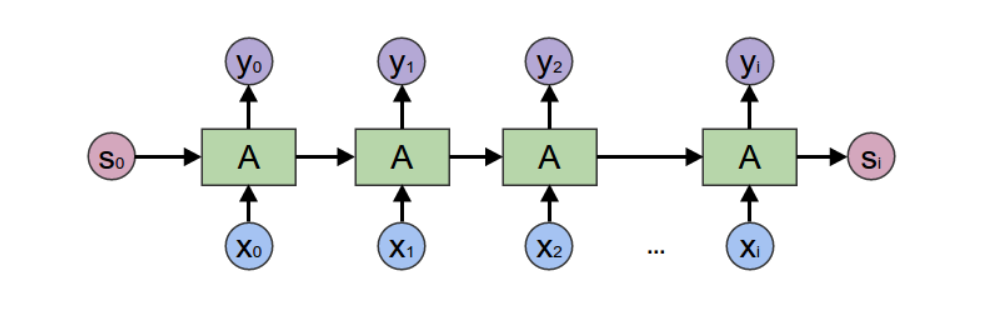 y₀ y₁ y₂ yᵢ
s₀ A A A A sᵢ
x₀ x₁ x₂ ... xᵢ